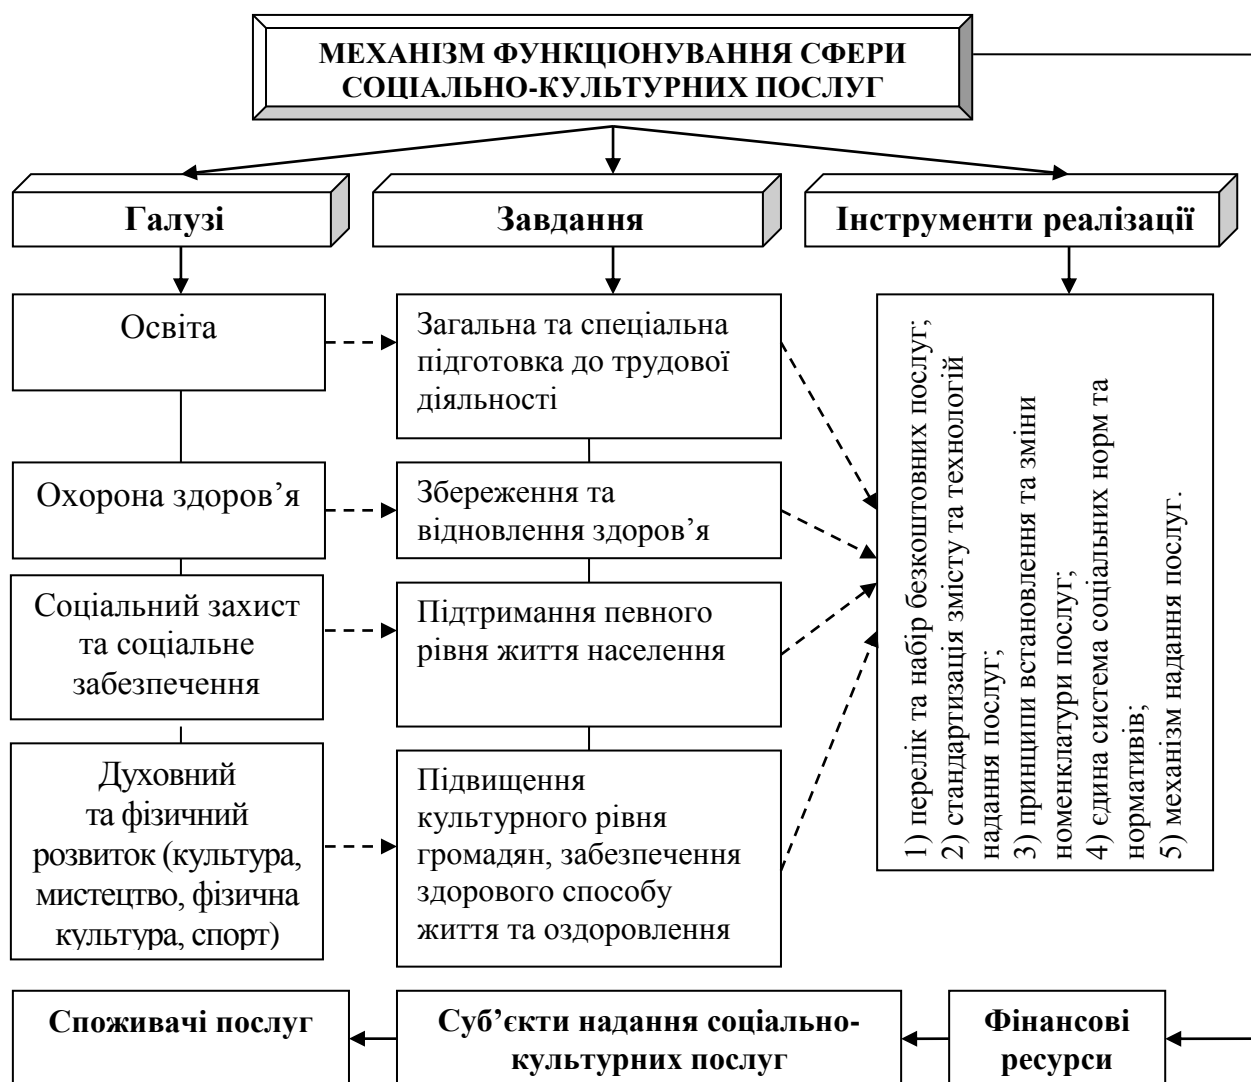 МЕХАНІЗМ ФУНКЦІОНУВАННЯ СФЕРИ
СОЦІАЛЬНО-КУЛЬТУРНИХ ПОСЛУГ
Галузі
Завдання
Інструменти реалізації
Освіта
Загальна та спеціальна
підготовка до трудової
діяльності
Охорона здоров’я
Збереження та
відновлення здоров’я
Соціальний захист
та соціальне
забезпечення
Підтримання певного
рівня життя населення
Духовний
та фізичний
розвиток (культура,
мистецтво, фізична
культура, спорт)
Підвищення
культурного рівня
громадян, забезпечення
здорового способу
життя та оздоровлення
1) перелік та набір безкоштовних послуг;
2) стандартизація змісту та технологій
надання послуг;
3) принципи встановлення та зміни
номенклатури послуг;
4) єдина система соціальних норм та
нормативів;
5) механізм надання послуг.
Споживачі послуг
Суб’єкти надання соціально-
культурних послуг
Фінансові
ресурси